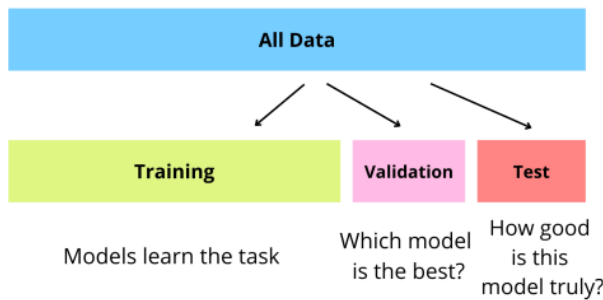 All Data
Training
Validation
Test
Models learn the task
Which model
is the best?
How good
is this
model truly?